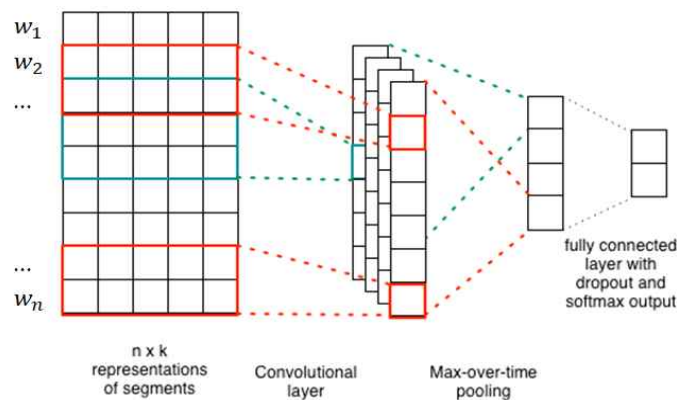 w₁
w₂
...
...
wₙ
fully connected
layer with
dropout and
softmax output
n x k
representations
of segments
Convolutional
layer
Max-over-time
pooling